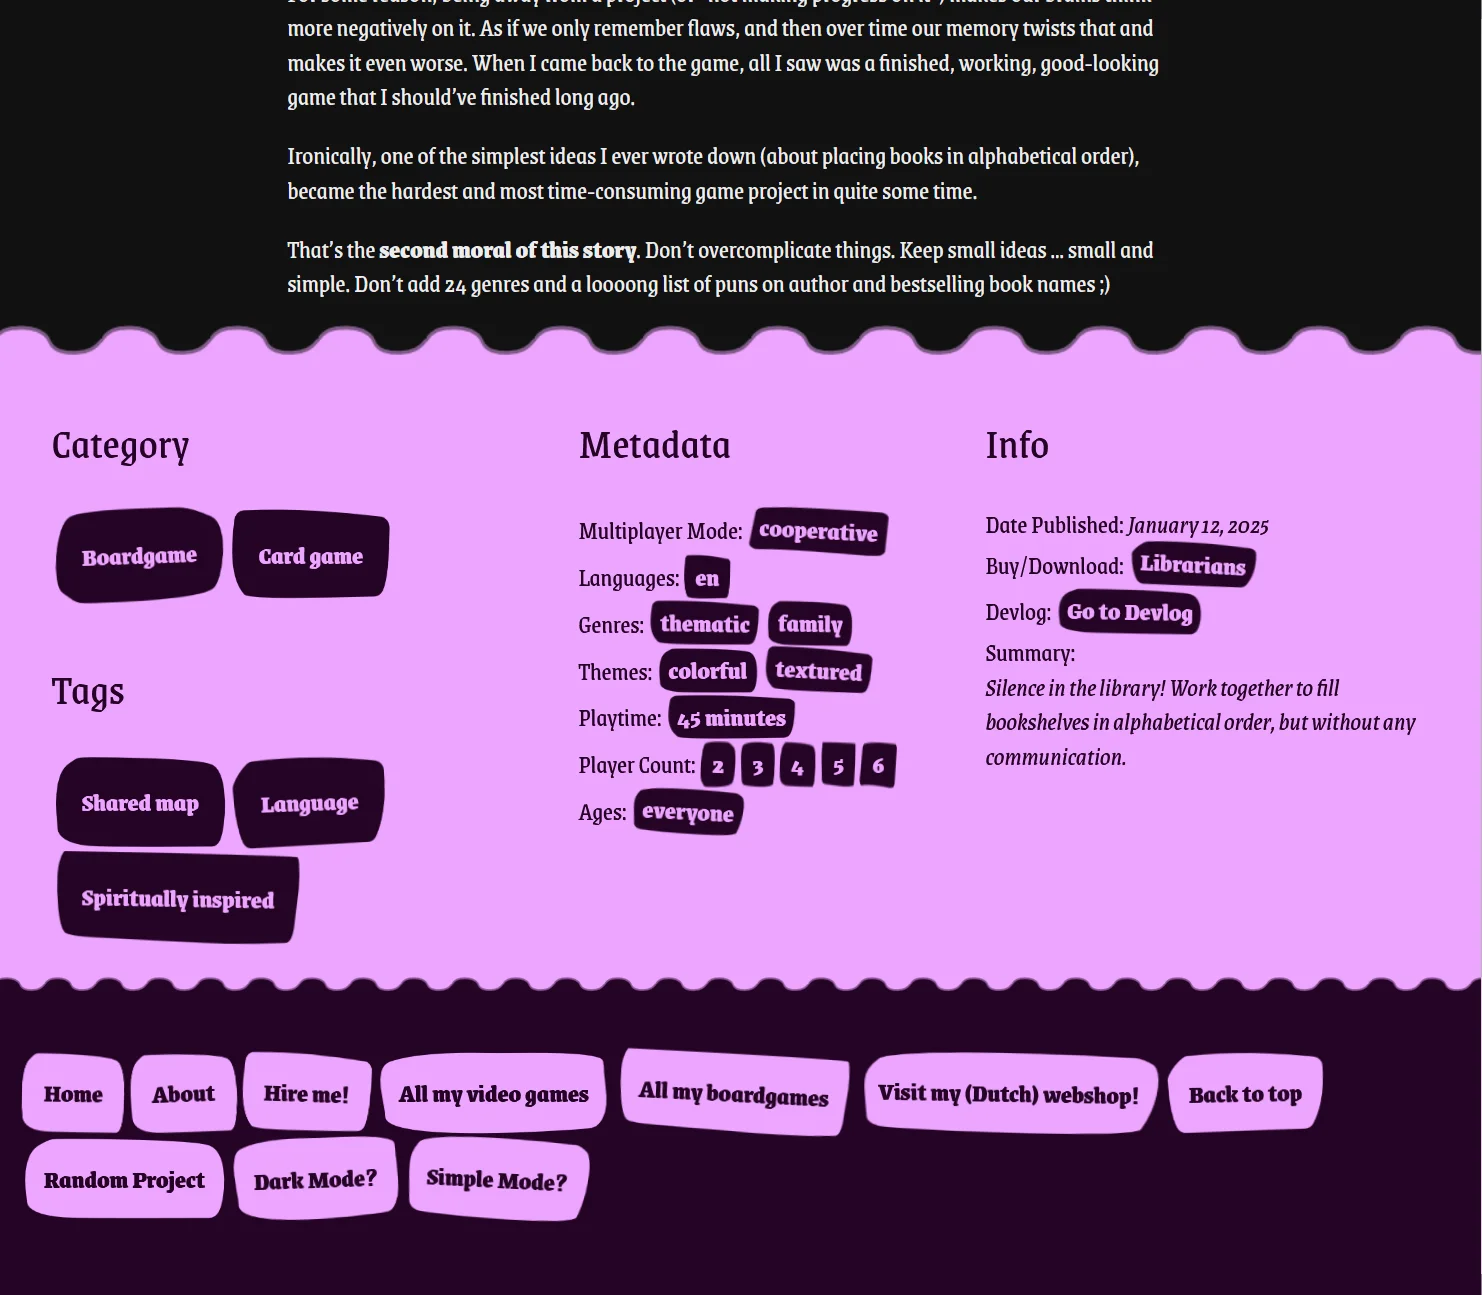 more negatively on it. As if we only remember flaws, and then over time our memory twists that and
makes it even worse. When I came back to the game, all I saw was a finished, working, good-looking
game that I should’ve finished long ago.
Ironically, one of the simplest ideas I ever wrote down (about placing books in alphabetical order),
became the hardest and most time-consuming game project in quite some time.
That’s the second moral of this story. Don’t overcomplicate things. Keep small ideas … small and
simple. Don’t add 24 genres and a loooong list of puns on author and bestselling book names ;)
Category
Boardgame
Card game
Tags
Shared map
Language
Spiritually inspired
Metadata
Multiplayer Mode: cooperative
Languages: en
Genres: thematic family
Themes: colorful textured
Playtime: 45 minutes
Player Count: 2 3 4 5 6
Ages: everyone
Info
Date Published: January 12, 2025
Buy/Download: Librarians
Devlog: Go to Devlog
Summary:
Silence in the library! Work together to fill
bookshelves in alphabetical order, but without any
communication.
Home About Hire me! All my video games All my boardgames Visit my (Dutch) webshop! Back to top
Random Project Dark Mode? Simple Mode?